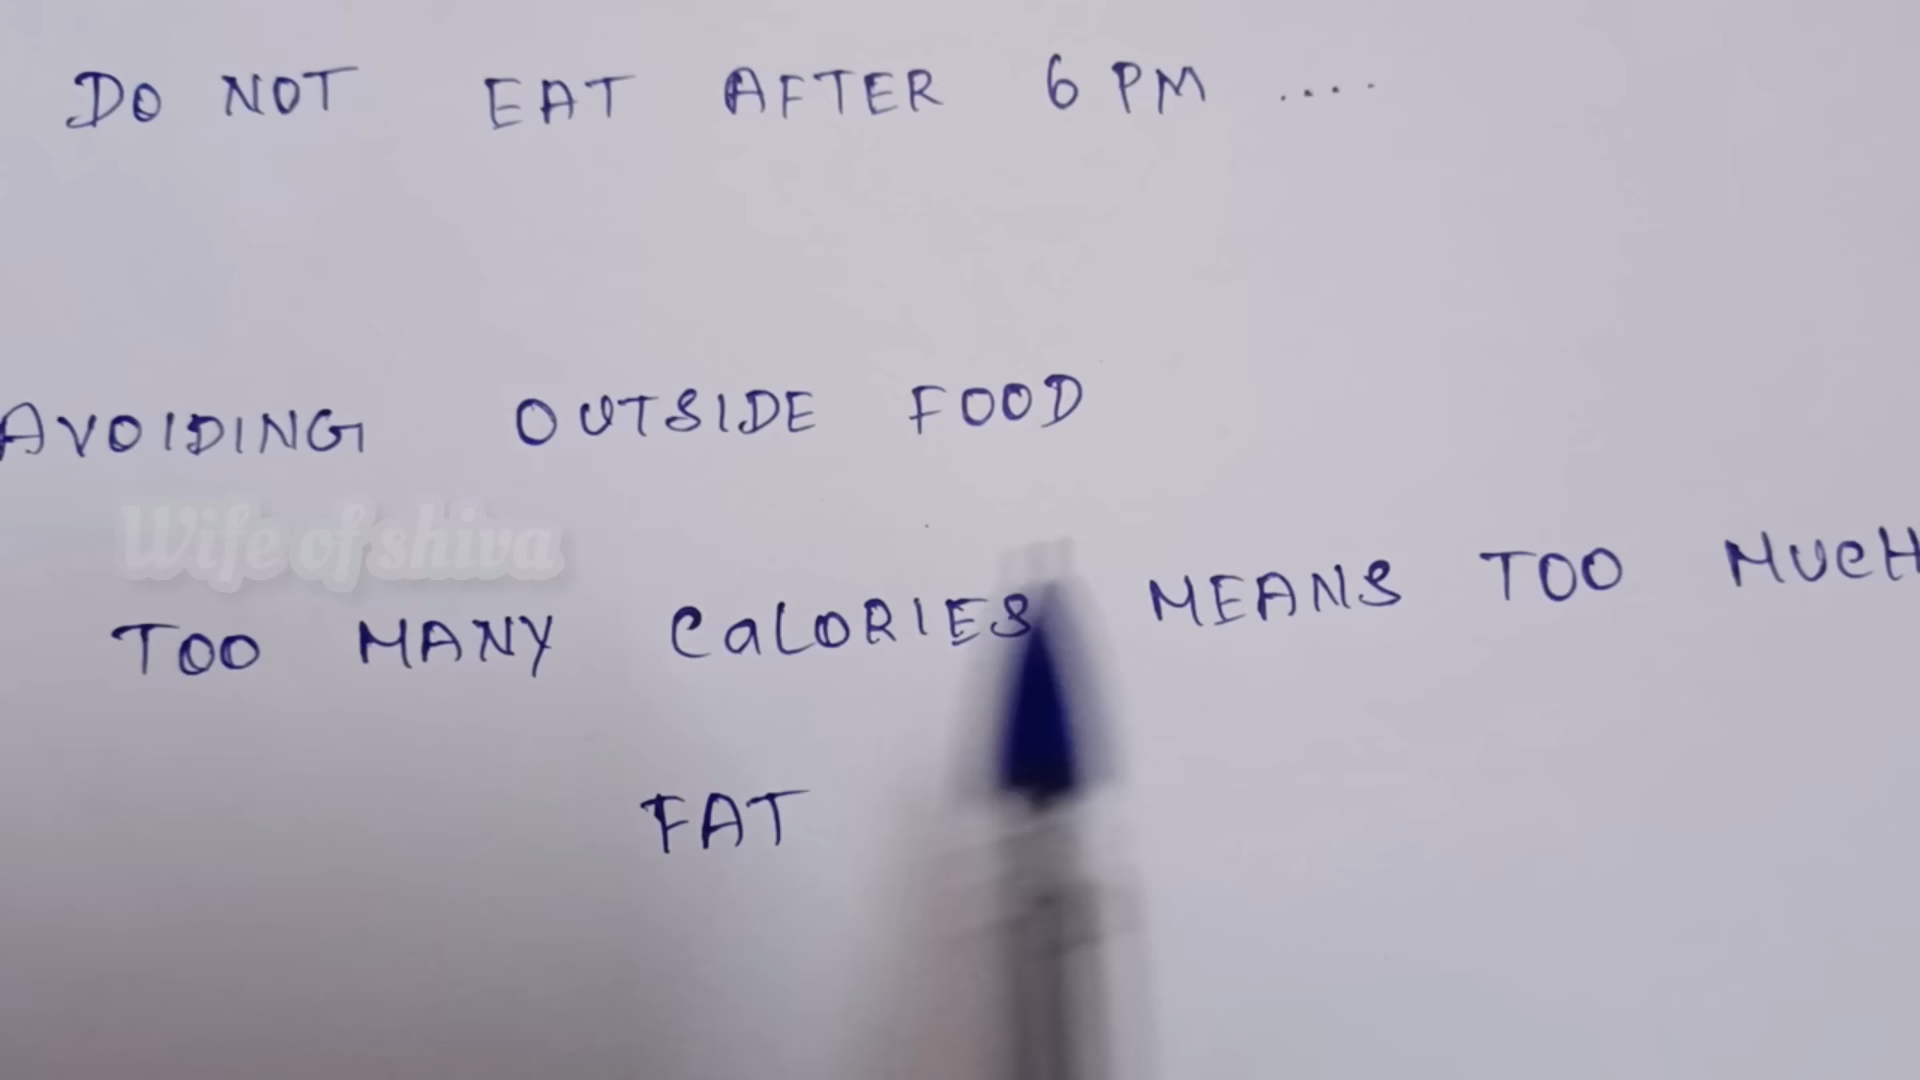 DO NOT EAT AFTER 6 PM ....
AVOIDING OUTSIDE FOOD
Wife of shiva
TOO MANY CaLORIES MEANS TOO MUCH
FAT